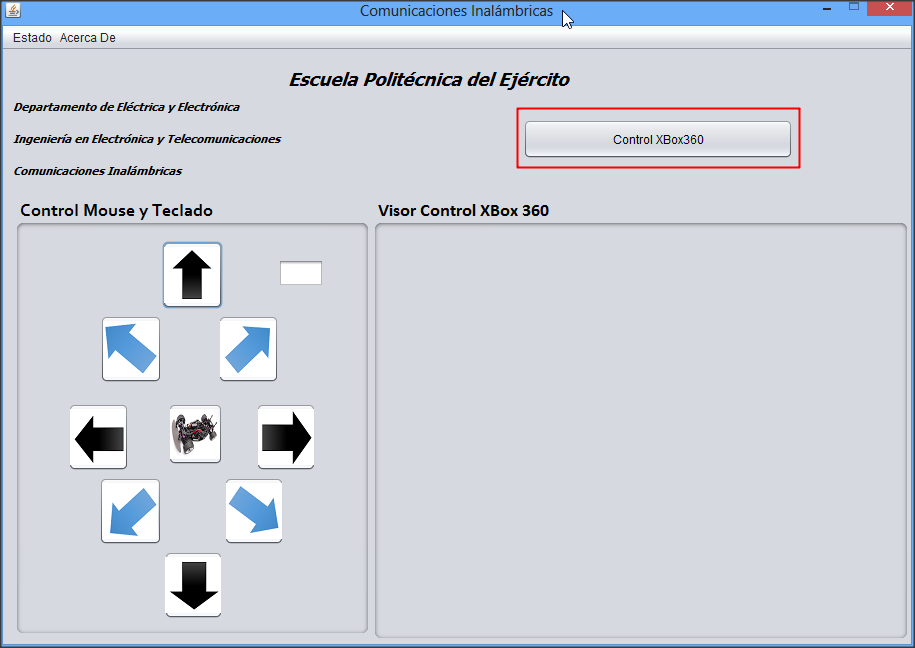 Comunicaciones Inalámbricas
Estado Acerca De
Escuela Politécnica del Ejército
Departamento de Eléctrica y Electrónica
Ingeniería en Electrónica y Telecomunicaciones
Control XBox360
Comunicaciones Inalámbricas
Control Mouse y Teclado
Visor Control XBox 360